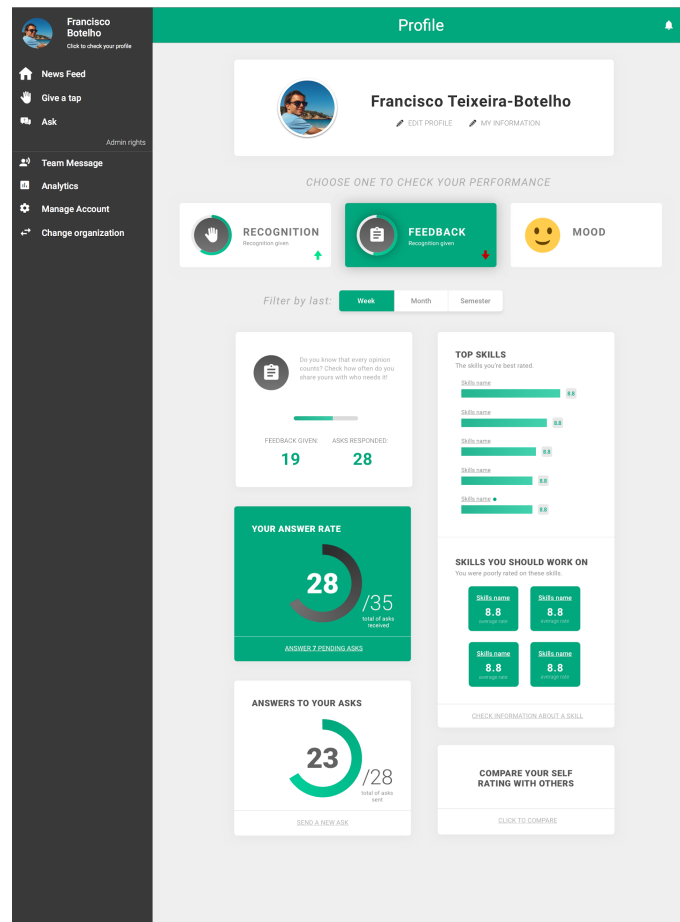 Francisco
Botelho
Click to check your profile
News Feed
Give a tap
Ask
Admin rights
Team Message
Analytics
Manage Account
Change organization
Profile
Francisco Teixeira-Botelho
EDIT PROFILE
MY INFORMATION
CHOOSE ONE TO CHECK YOUR PERFORMANCE
RECOGNITION
Recognition given
FEEDBACK
Recognition given
MOOD
Filter by last:
Week
Month
Semester
Do you know that every opinion
counts? Check how often do you
share yours with who needs it!
FEEDBACK GIVEN:
19
ASKS RESPONDED:
28
YOUR ANSWER RATE
28
/35
total of asks
received
ANSWER 7 PENDING ASKS
ANSWERS TO YOUR ASKS
23
/28
total of asks
sent
SEND A NEW ASK
TOP SKILLS
The skills you're best rated.
Skills name
8.8
Skills name
8.8
Skills name
8.8
Skills name
8.8
Skills name
8.8
SKILLS YOU SHOULD WORK ON
You were poorly rated on these skills.
Skills name
8.8
average rate
Skills name
8.8
average rate
Skills name
8.8
average rate
Skills name
8.8
average rate
CHECK INFORMATION ABOUT A SKILL
COMPARE YOUR SELF
RATING WITH OTHERS
CLICK TO COMPARE